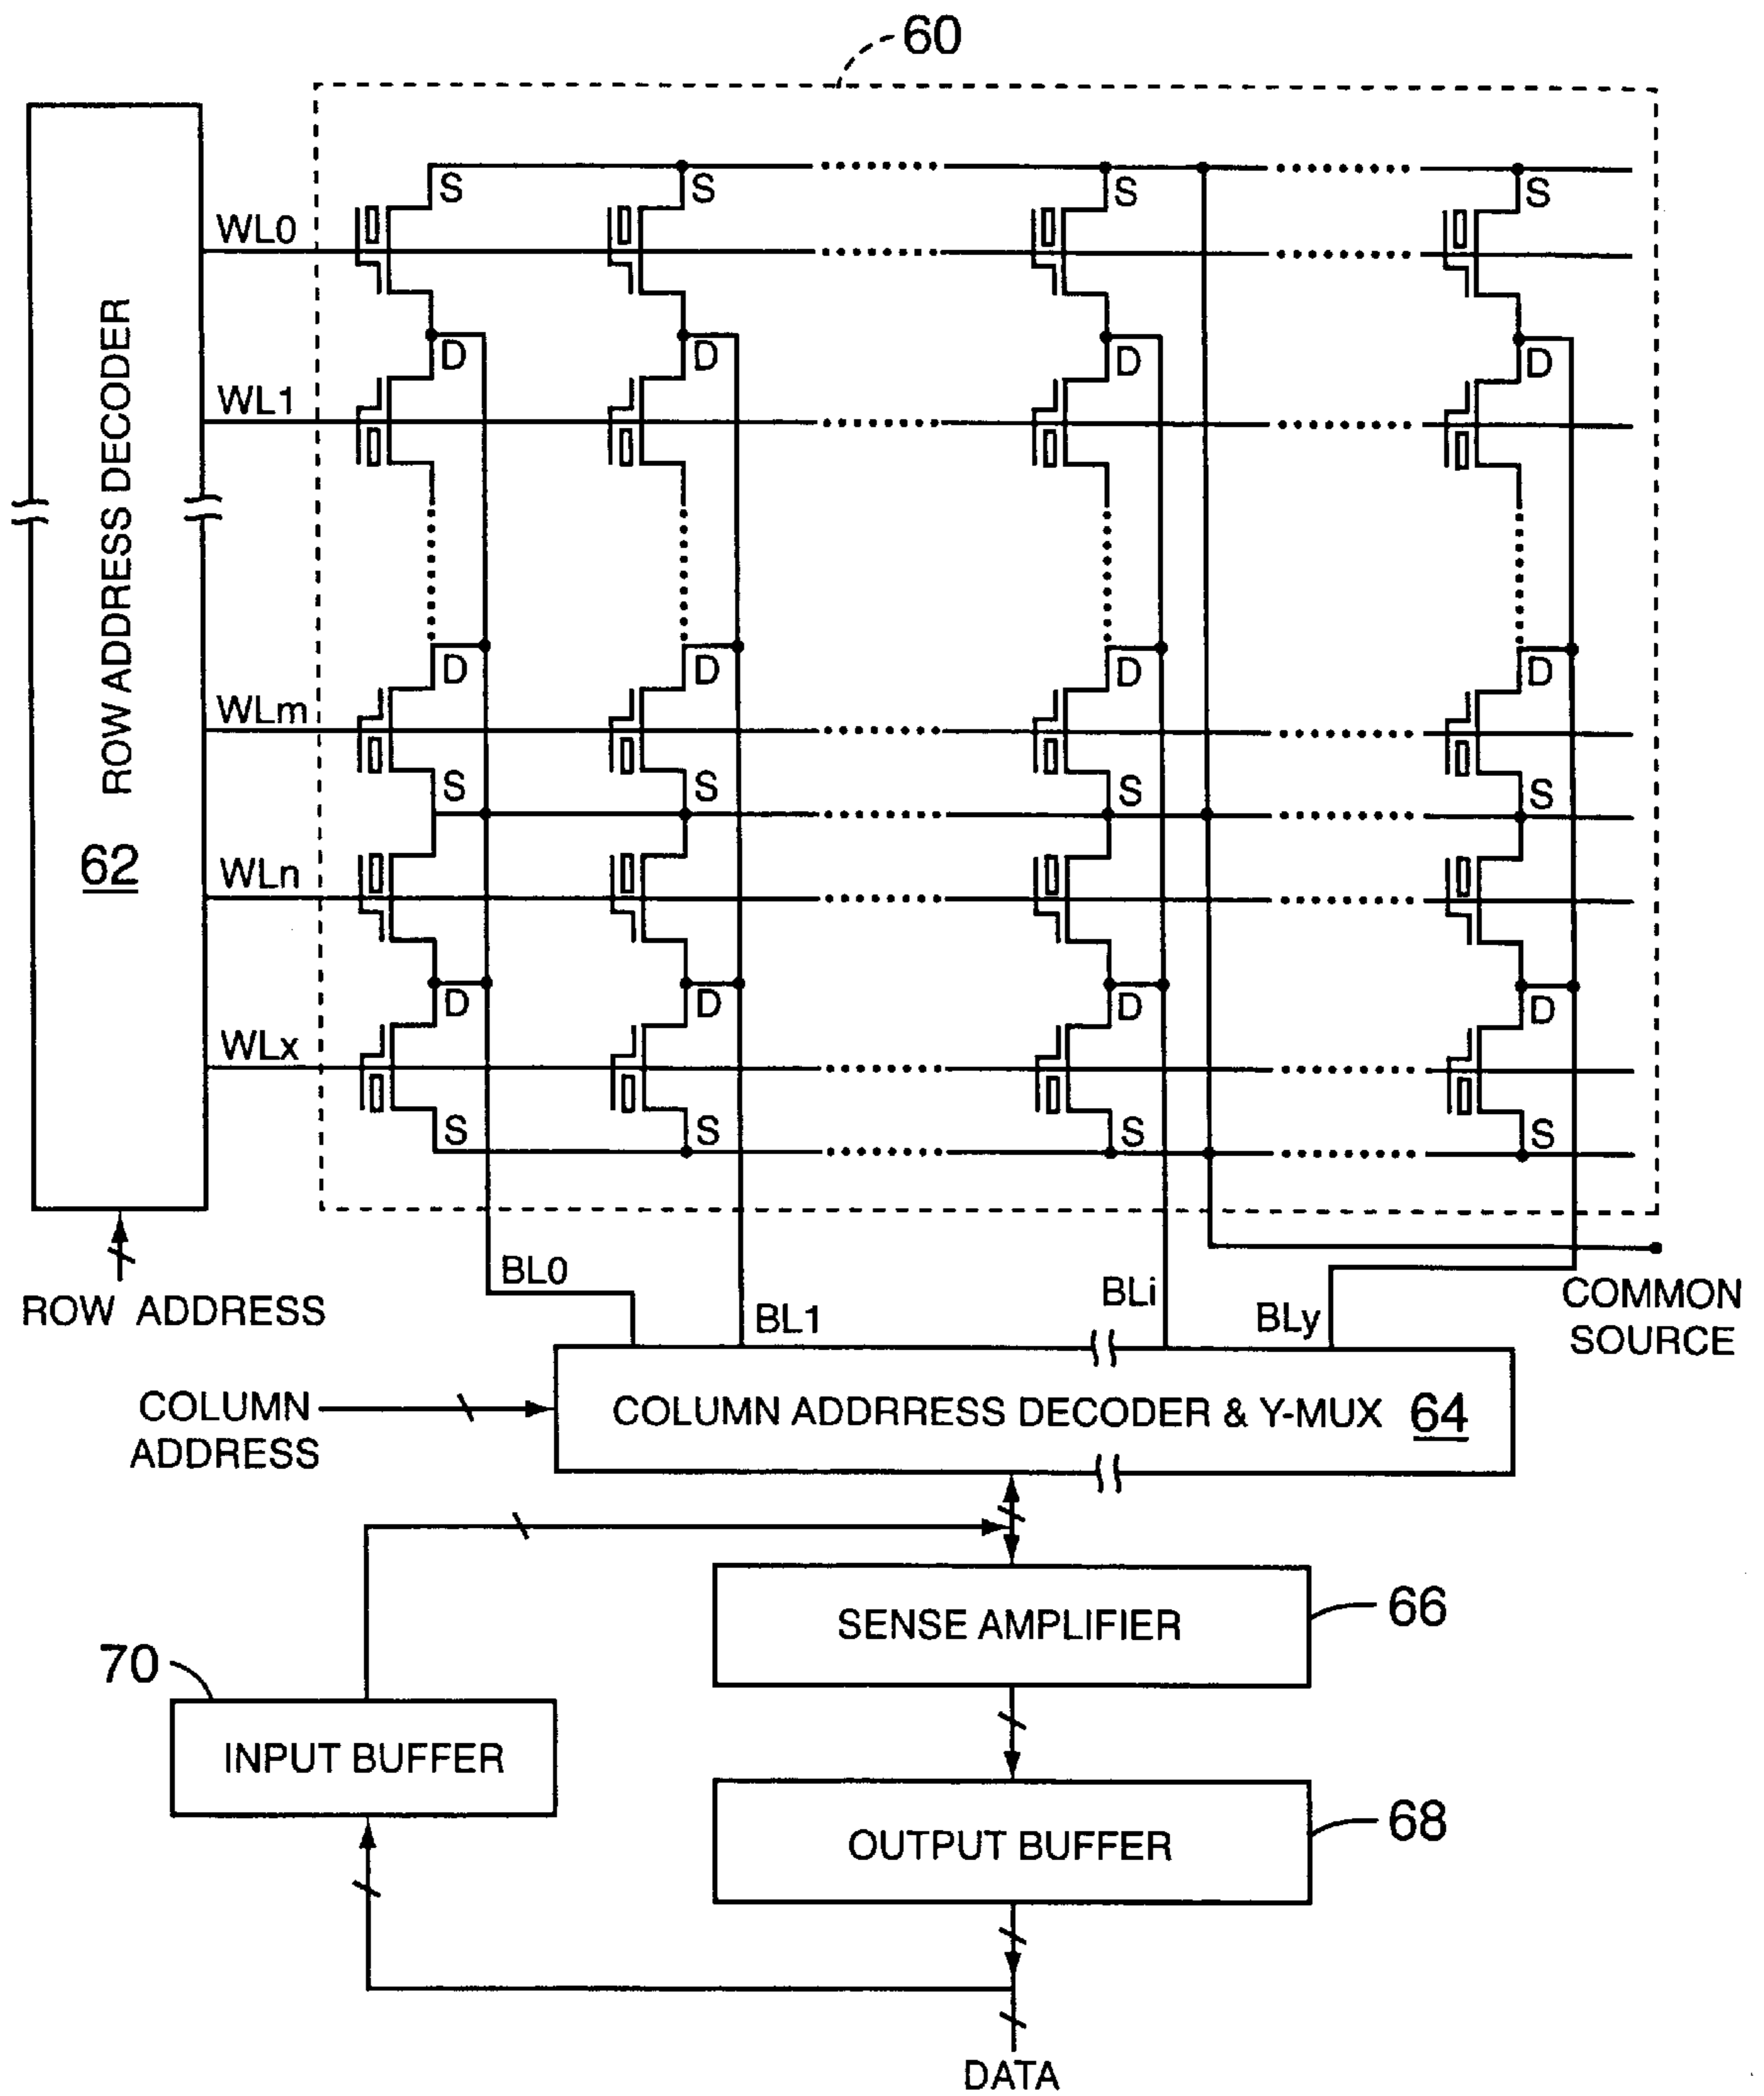 60
S S S S
WL0
D D D D
WL1
ROW ADDRESS DECODER
62
D D D D
WLm
S S S S
WLn
D D D D
WLx
S S S S
ROW ADDRESS
BL0
BL1
BLi
BLy
COMMON
SOURCE
COLUMN
ADDRESS
COLUMN ADDRRESS DECODER & Y-MUX 64
SENSE AMPLIFIER
66
70
INPUT BUFFER
OUTPUT BUFFER
68
DATA